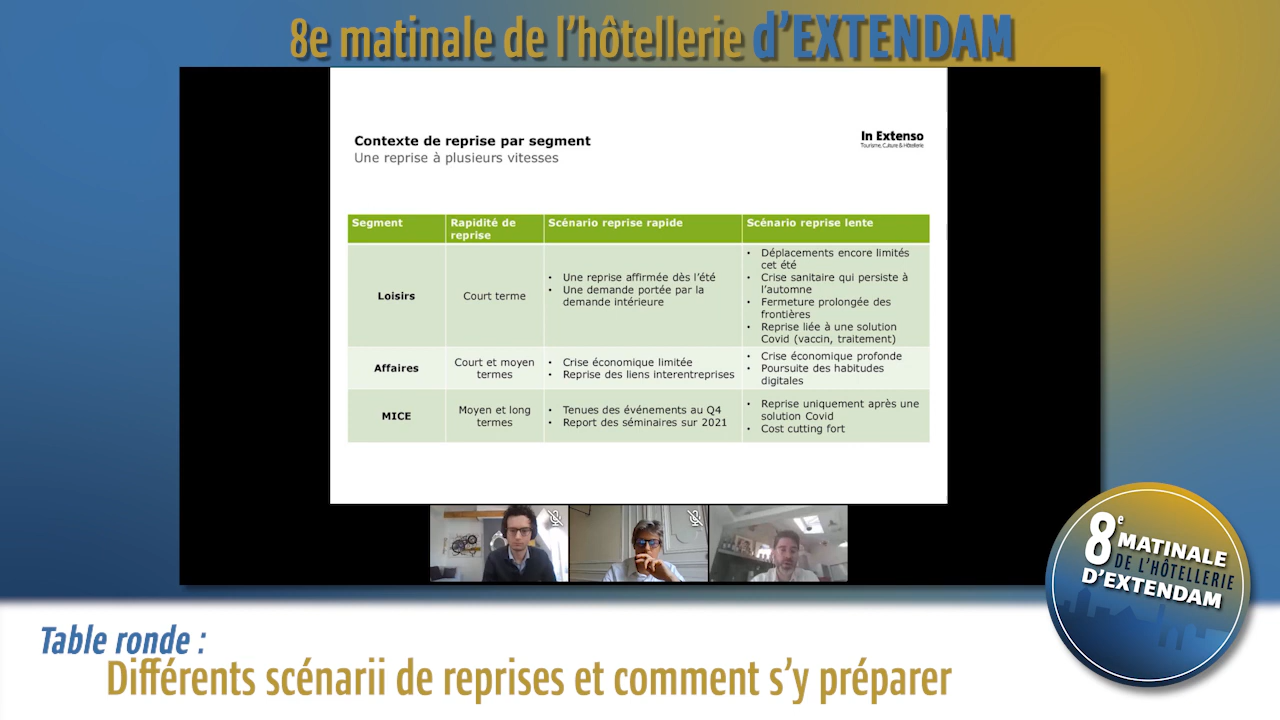 8e matinale de l'hôtellerie d'EXTENDAM
Contexte de reprise par segment
Une reprise à plusieurs vitesses
In Extenso
Tourisme, Culture & Hôtellerie
Segment
Rapidité de
reprise
Scénario reprise rapide
Scénario reprise lente
Loisirs
Court terme
• Une reprise affirmée dès l'été
• Une demande portée par la
demande intérieure
• Déplacements encore limités
cet été
• Crise sanitaire qui persiste à
l'automne
• Fermeture prolongée des
frontières
• Reprise liée à une solution
Covid (vaccin, traitement)
Affaires
Court et moyen
termes
• Crise économique limitée
• Reprise des liens interentreprises
• Crise économique profonde
• Poursuite des habitudes
digitales
MICE
Moyen et long
termes
• Tenues des événements au Q4
• Report des séminaires sur 2021
• Reprise uniquement après une
solution Covid
• Cost cutting fort
8e MATINALE
DE L'HÔTELLERIE
D'EXTENDAM
Table ronde :
Différents scénarii de reprises et comment s'y préparer